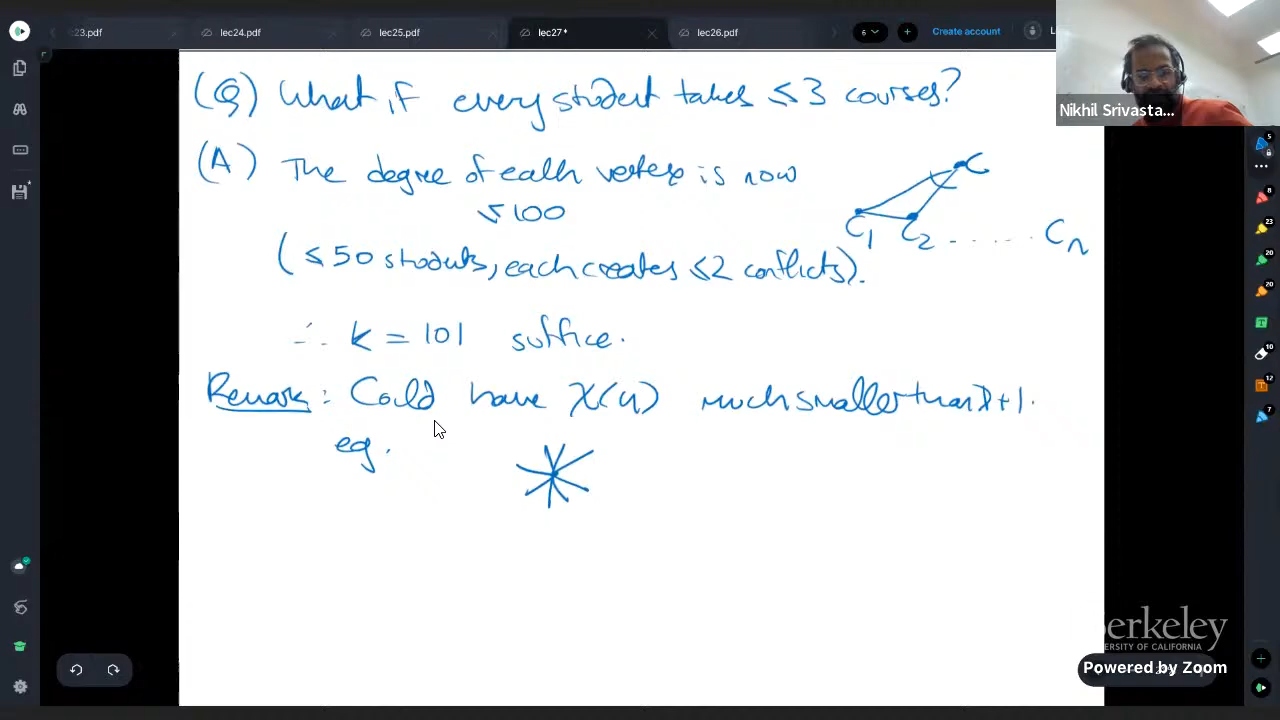 23.pdf lec24.pdf lec25.pdf lec27* lec26.pdf 6 Create account
Nikhil Srivasta...
(Q) What if every student takes ≤3 courses?
(A) The degree of each vertex is now
≤100
C
C1 C2 ...... Cn
(≤50 students, each creates ≤2 conflicts).
∴ k = 101 suffice.
Remark: Could have χ(G) much smaller than k+1.
eg.
Berkeley
UNIVERSITY OF CALIFORNIA
Powered by Zoom